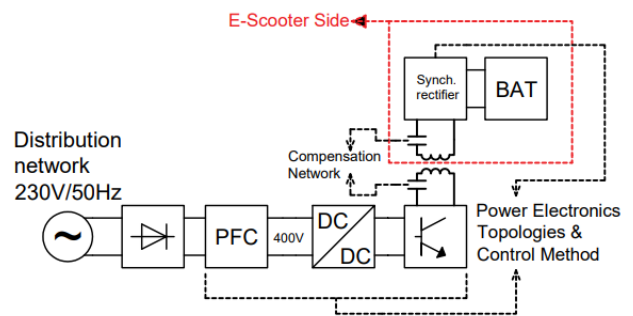 E-Scooter Side
Synch.
rectifier
BAT
Distribution
network
230V/50Hz
Compensation
Network
~
PFC
400V
DC
DC
Power Electronics
Topologies &
Control Method